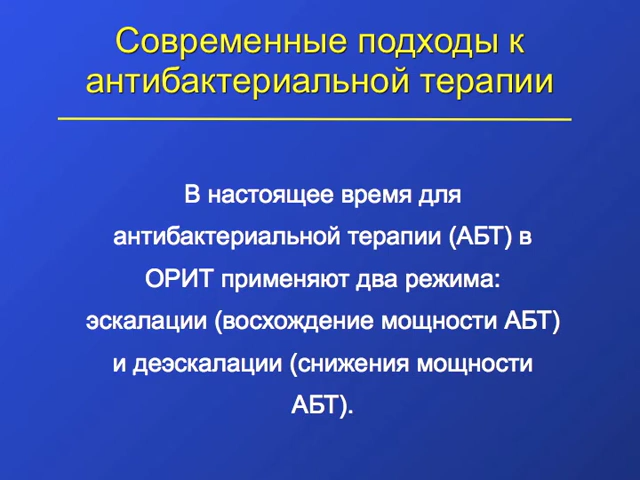 Современные подходы к
антибактериальной терапии
В настоящее время для
антибактериальной терапии (АБТ) в
ОРИТ применяют два режима:
эскалации (восхождение мощности АБТ)
и деэскалации (снижения мощности
АБТ).